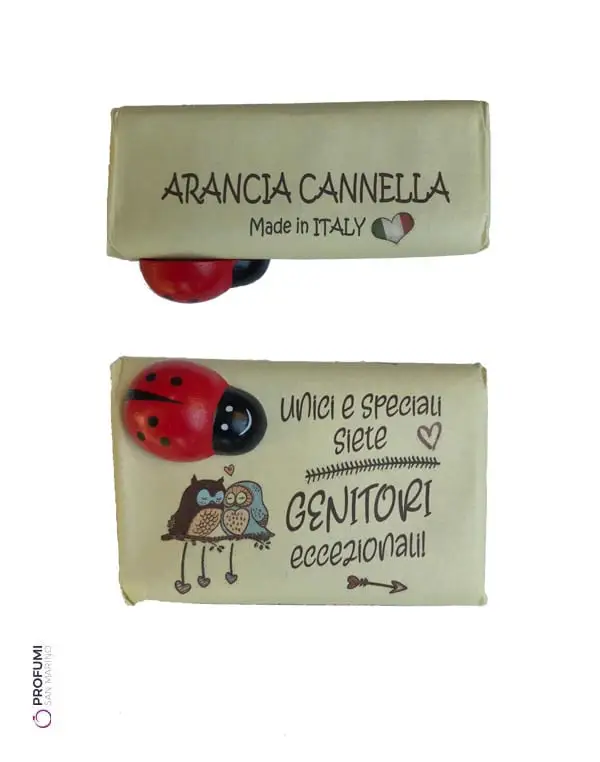 ARANCIA CANNELLA
Made in ITALY
unici e speciali
siete
GENITORI
eccezionali!
PROFUMI
SAN MARINO